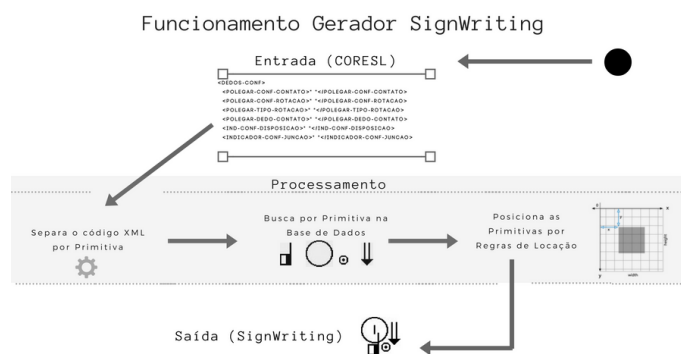 Funcionamento Gerador SignWriting
Entrada (CORESL)
<DEDOS-CONF>
<POLEGAR-CONF-CONTATO>" "</POLEGAR-CONF-CONTATO>
<POLEGAR-CONF-ROTACAO>" "</POLEGAR-CONF-ROTACAO>
<POLEGAR-TIPO-ROTACAO>" "</POLEGAR-TIPO-ROTACAO>
<POLEGAR-DEDO-CONTATO>" "</POLEGAR-DEDO-CONTATO>
<IND-CONF-DISPOSICAO>" "</IND-CONF-DISPOSICAO>
<INDICADOR-CONF-JUNCAO>" "</INDICADOR-CONF-JUNCAO>
Processamento
Separa o código XML
por Primitiva
Busca por Primitiva na
Base de Dados
Posiciona as
Primitivas por
Regras de Locação
width
height
Saída (SignWriting)